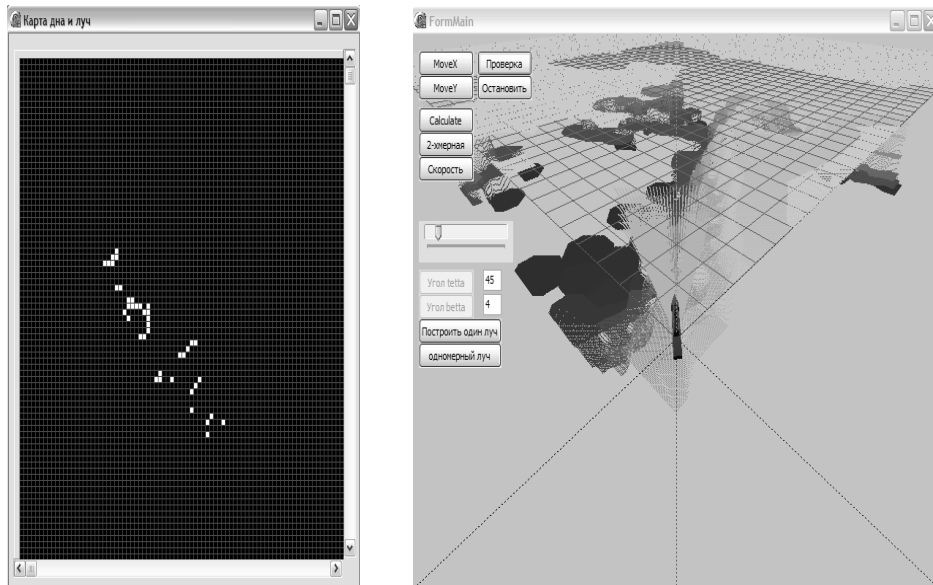 Карта дна и луч
FormMain
MoveX
Проверка
MoveY
Остановить
Calculate
2-хмерная
Скорость
Угол tetta
45
Угол betta
4
Построить один луч
одномерный луч